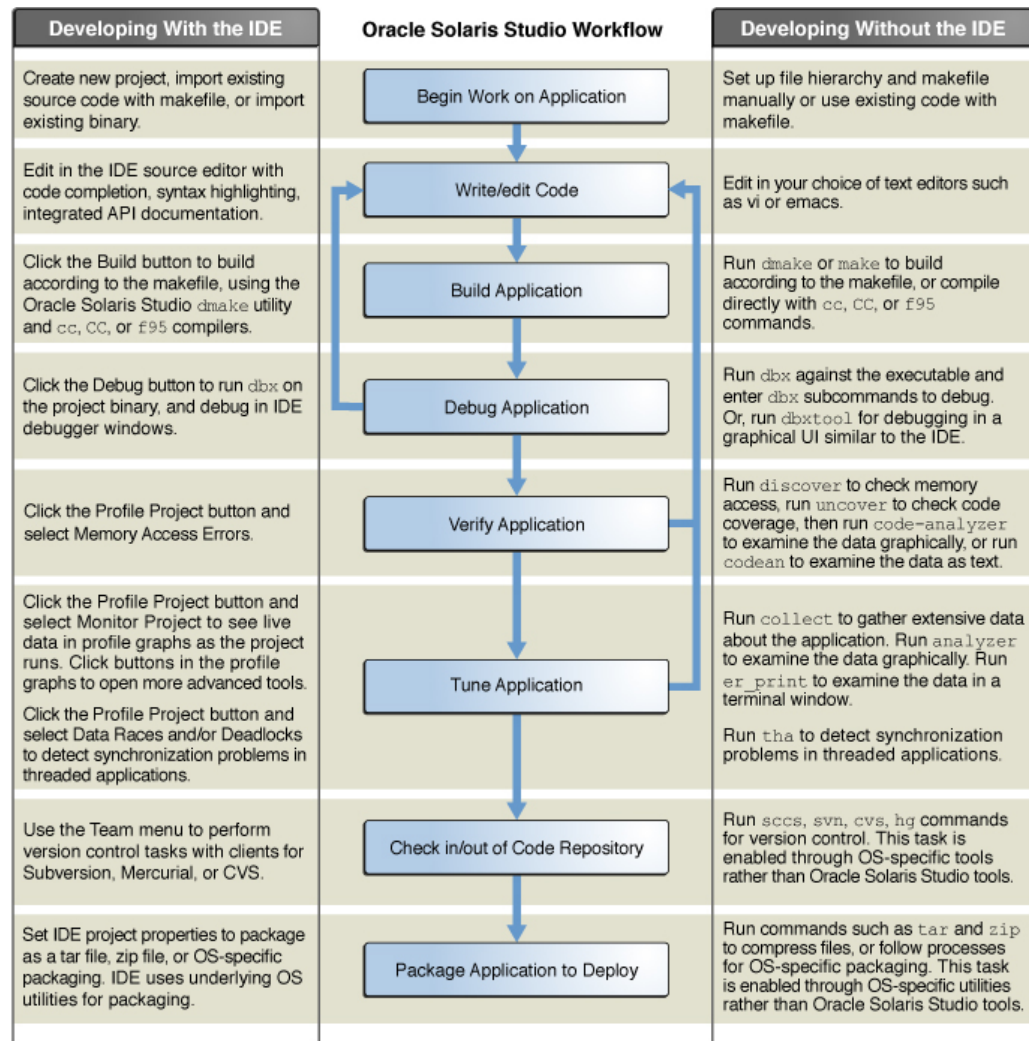 Developing With the IDE
Oracle Solaris Studio Workflow
Developing Without the IDE
Create new project, import existing
source code with makefile, or import
existing binary.
Begin Work on Application
Set up file hierarchy and makefile
manually or use existing code with
makefile.
Edit in the IDE source editor with
code completion, syntax highlighting,
integrated API documentation.
Write/edit Code
Edit in your choice of text editors such
as vi or emacs.
Click the Build button to build
according to the makefile, using the
Oracle Solaris Studio dmake utility
and cc, CC, or f95 compilers.
Build Application
Run dmake or make to build
according to the makefile, or compile
directly with cc, CC, or f95
commands.
Click the Debug button to run dbx on
the project binary, and debug in IDE
debugger windows.
Debug Application
Run dbx against the executable and
enter dbx subcommands to debug.
Or, run dbxtool for debugging in a
graphical UI similar to the IDE.
Click the Profile Project button and
select Memory Access Errors.
Verify Application
Run discover to check memory
access, run uncover to check code
coverage, then run code-analyzer
to examine the data graphically, or run
codean to examine the data as text.
Click the Profile Project button and
select Monitor Project to see live
data in profile graphs as the project
runs. Click buttons in the profile
graphs to open more advanced tools.
Click the Profile Project button and
select Data Races and/or Deadlocks
to detect synchronization problems in
threaded applications.
Tune Application
Run collect to gather extensive data
about the application. Run analyzer
to examine the data graphically. Run
er_print to examine the data in a
terminal window.
Run tha to detect synchronization
problems in threaded applications.
Use the Team menu to perform
version control tasks with clients for
Subversion, Mercurial, or CVS.
Check in/out of Code Repository
Run sccs, svn, cvs, hg commands
for version control. This task is
enabled through OS-specific tools
rather than Oracle Solaris Studio tools.
Set IDE project properties to package
as a tar file, zip file, or OS-specific
packaging. IDE uses underlying OS
utilities for packaging.
Package Application to Deploy
Run commands such as tar and zip
to compress files, or follow processes
for OS-specific packaging. This task
is enabled through OS-specific utilities
rather than Oracle Solaris Studio tools.